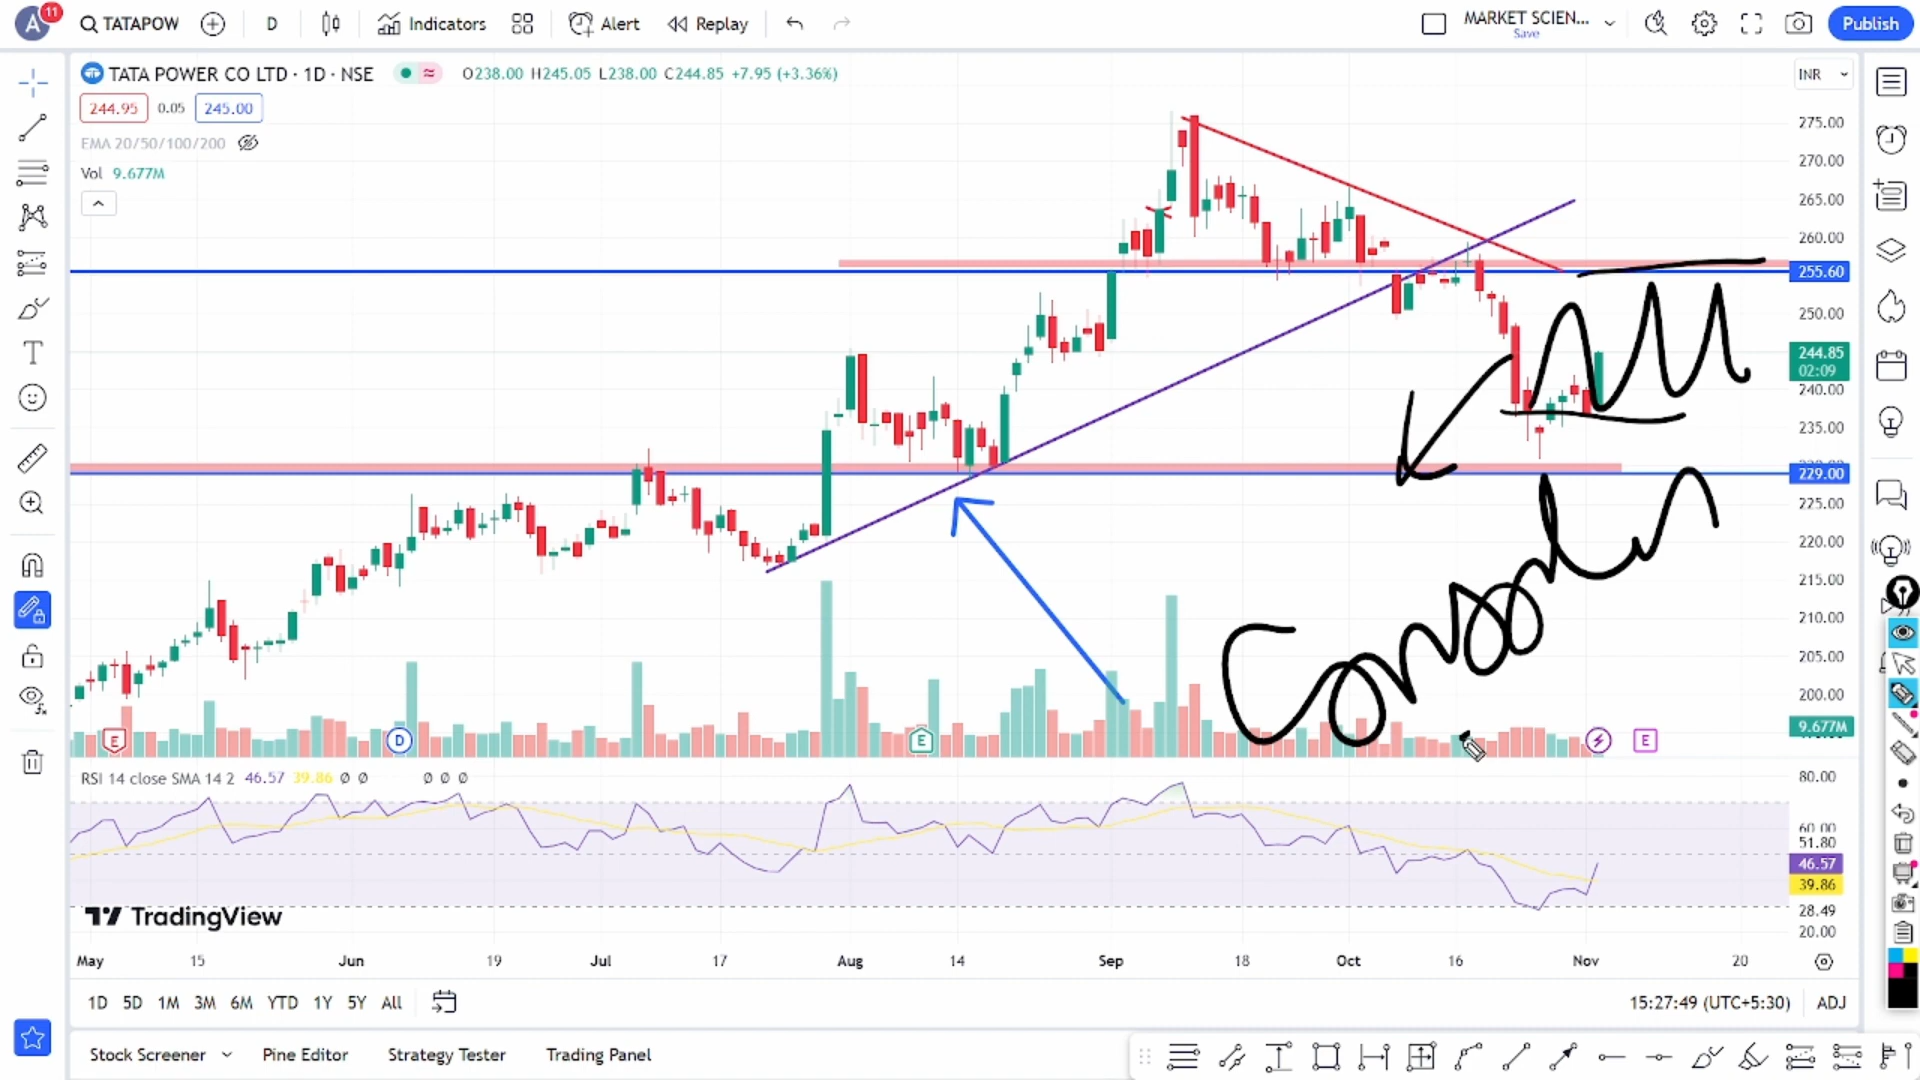 A 11 TATAPOW D Indicators Alert Replay MARKET SCIEN... Save Publish
TATA POWER CO LTD · 1D · NSE O238.00 H245.05 L238.00 C244.85 +7.95 (+3.36%) INR
244.95 0.05 245.00
EMA 20/50/100/200
Vol 9.677M
275.00
270.00
265.00
260.00
255.60
250.00
244.85
02:09
240.00
235.00
229.00
225.00
220.00
215.00
210.00
205.00
200.00
9.677M
E D E E
RSI 14 close SMA 14 2 46.57 39.86 Ø Ø Ø Ø Ø
80.00
60.00
51.80
46.57
39.86
28.49
20.00
TradingView
May 15 Jun 19 Jul 17 Aug 14 Sep 18 Oct 16 Nov 20
1D 5D 1M 3M 6M YTD 1Y 5Y All 15:27:49 (UTC+5:30) ADJ
Stock Screener Pine Editor Strategy Tester Trading Panel